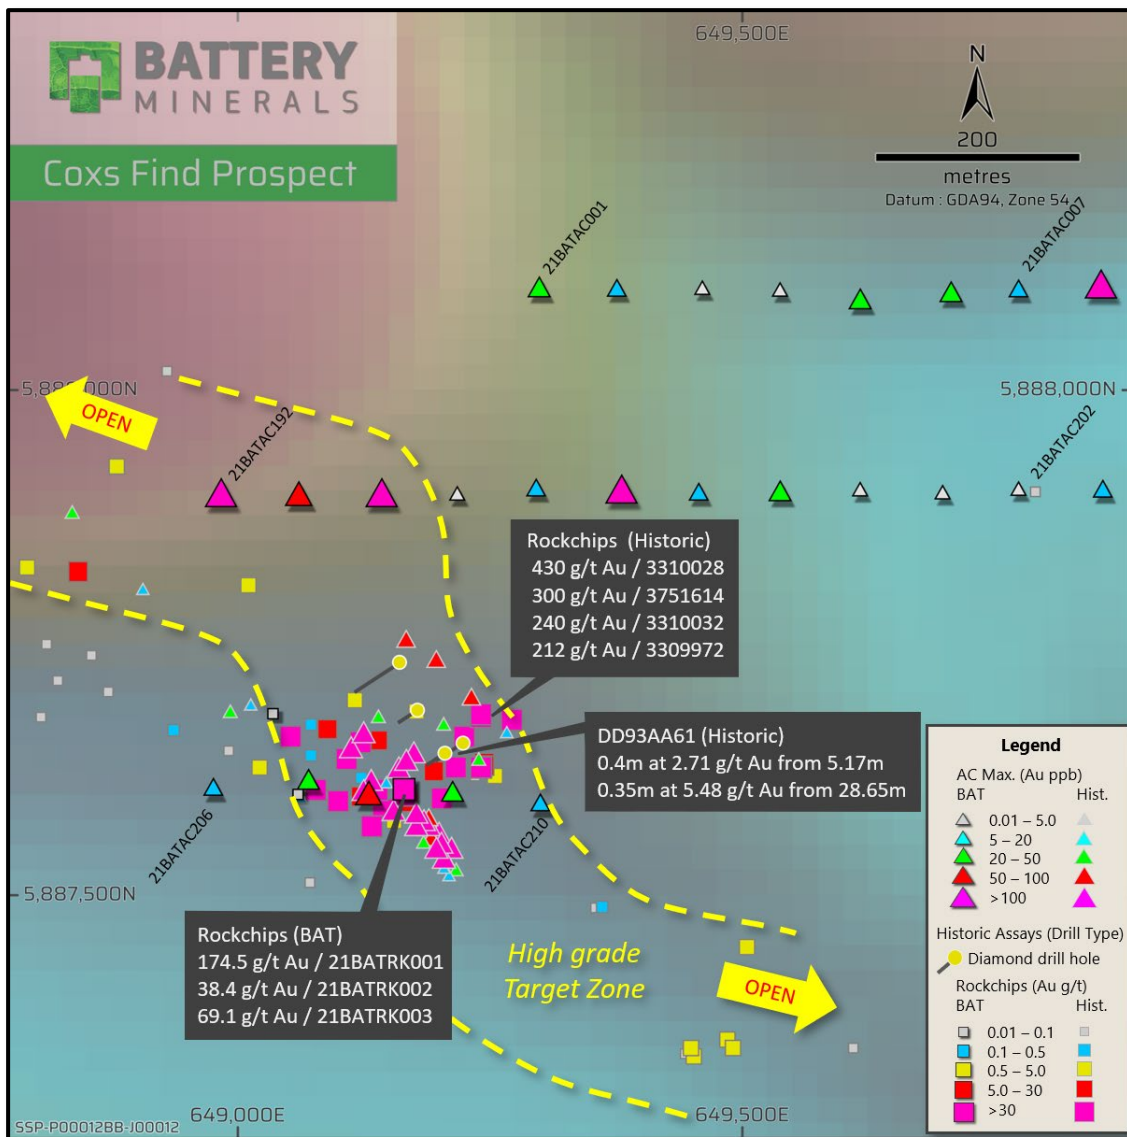 BATTERY
MINERALS
Coxs Find Prospect
649,500E
N
200
metres
Datum : GDA94, Zone 54
21BATAC001
21BATAC007
5,888,000N
5,888,000N
OPEN
21BATAC192
21BATAC202
Rockchips (Historic)
430 g/t Au / 3310028
300 g/t Au / 3751614
240 g/t Au / 3310032
212 g/t Au / 3309972
DD93AA61 (Historic)
0.4m at 2.71 g/t Au from 5.17m
0.35m at 5.48 g/t Au from 28.65m
21BATAC206
21BATAC210
5,887,500N
Rockchips (BAT)
174.5 g/t Au / 21BATRK001
38.4 g/t Au / 21BATRK002
69.1 g/t Au / 21BATRK003
High grade
Target Zone
OPEN
Legend
AC Max. (Au ppb)
BAT Hist.
0.01 – 5.0
5 – 20
20 – 50
50 – 100
>100
Historic Assays (Drill Type)
Diamond drill hole
Rockchips (Au g/t)
BAT Hist.
0.01 – 0.1
0.1 – 0.5
0.5 – 5.0
5.0 – 30
>30
649,000E
649,500E
SSP-P00012BB-J00012